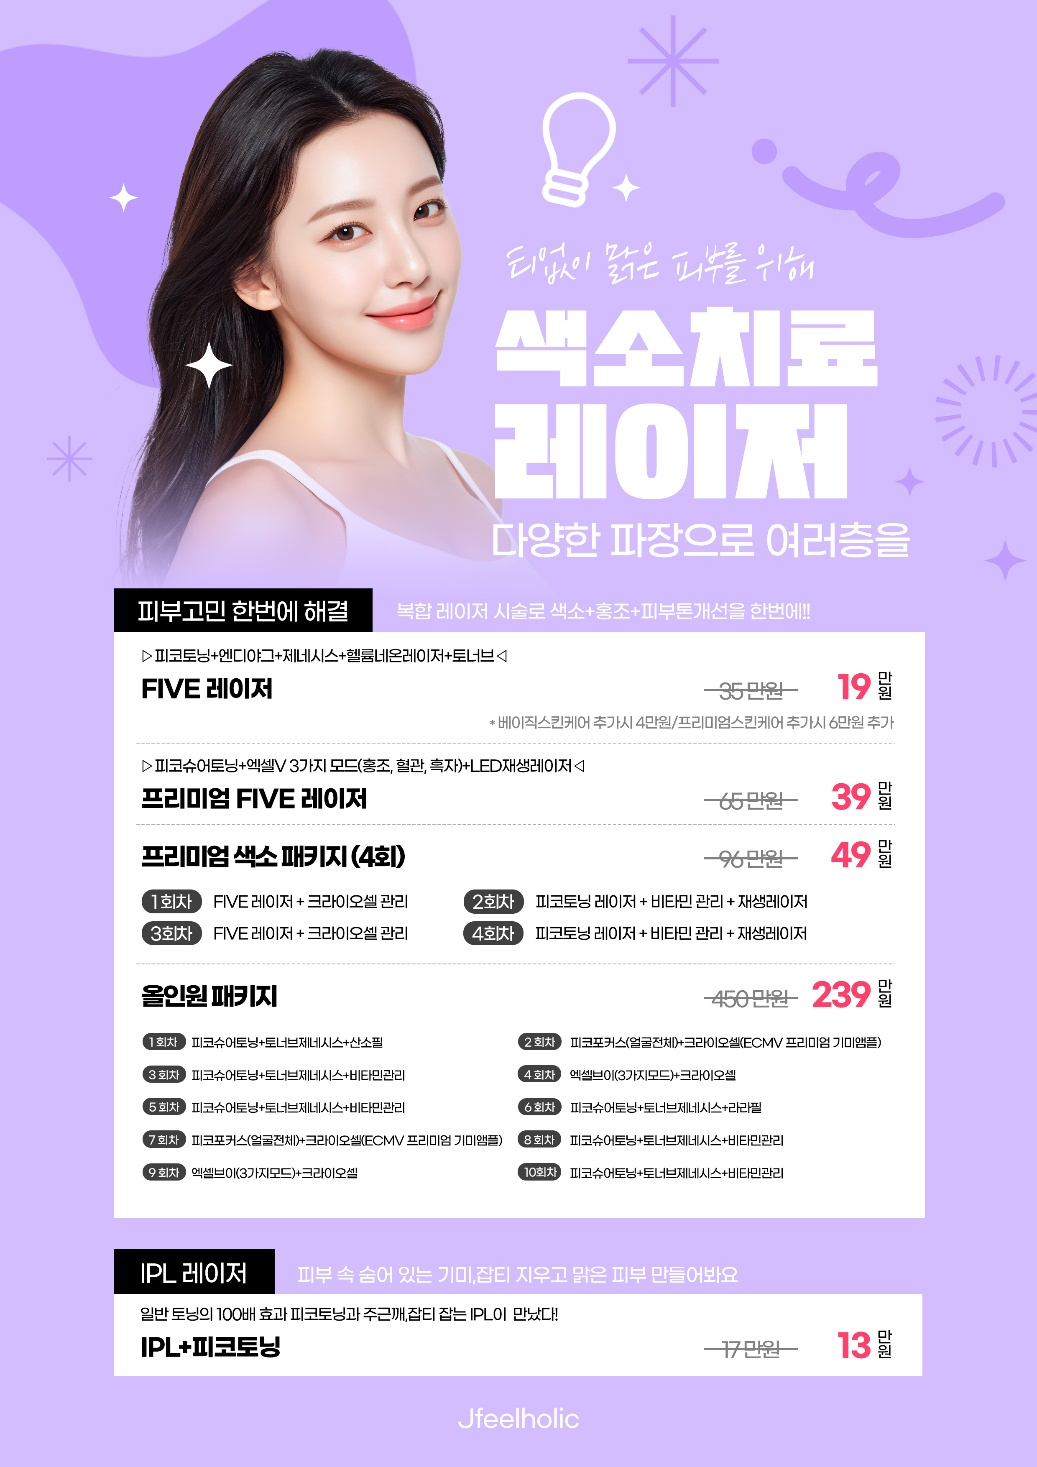 티없이 맑은 피부를 위해
색소치료
레이저
다양한 파장으로 여러층을
피부고민 한번에 해결
복합 레이저 시술로 색소+홍조+피부톤개선을 한번에!!
▷피코토닝+엔디야그+제네시스+헬륨네온레이저+토너브◁
FIVE 레이저 35만원 19만원
*베이직스킨케어 추가시 4만원/프리미엄스킨케어 추가시 6만원 추가
▷피코슈어토닝+엑셀V 3가지 모드(홍조, 혈관, 흑자)+LED재생레이저◁
프리미엄 FIVE 레이저 65만원 39만원
프리미엄 색소 패키지 (4회) 96만원 49만원
1회차 FIVE 레이저 + 크라이오셀 관리 2회차 피코토닝 레이저 + 비타민 관리 + 재생레이저
3회차 FIVE 레이저 + 크라이오셀 관리 4회차 피코토닝 레이저 + 비타민 관리 + 재생레이저
올인원 패키지 450만원 239만원
1회차 피코슈어토닝+토너브제네시스+산소필 2회차 피코포커스(얼굴전체)+크라이오셀(ECMV 프리미엄 기미앰플)
3회차 피코슈어토닝+토너브제네시스+비타민관리 4회차 엑셀브이(3가지모드)+크라이오셀
5회차 피코슈어토닝+토너브제네시스+비타민관리 6회차 피코슈어토닝+토너브제네시스+라라필
7회차 피코포커스(얼굴전체)+크라이오셀(ECMV 프리미엄 기미앰플) 8회차 피코슈어토닝+토너브제네시스+비타민관리
9회차 엑셀브이(3가지모드)+크라이오셀 10회차 피코슈어토닝+토너브제네시스+비타민관리
IPL 레이저
피부 속 숨어 있는 기미,잡티 지우고 맑은 피부 만들어봐요
일반 토닝의 100배 효과 피코토닝과 주근깨,잡티 잡는 IPL이 만났다!
IPL+피코토닝 17만원 13만원
Jfeelholic